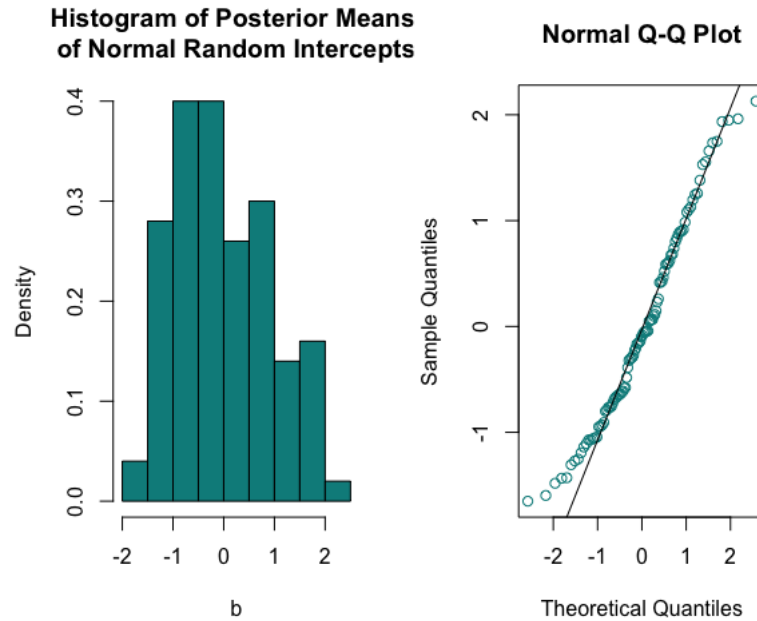 Histogram of Posterior Means
of Normal Random Intercepts
Density
0.4
0.3
0.2
0.1
0.0
-2 -1 0 1 2
b
Normal Q-Q Plot
Sample Quantiles
2
1
0
-1
-2 -1 0 1 2
Theoretical Quantiles